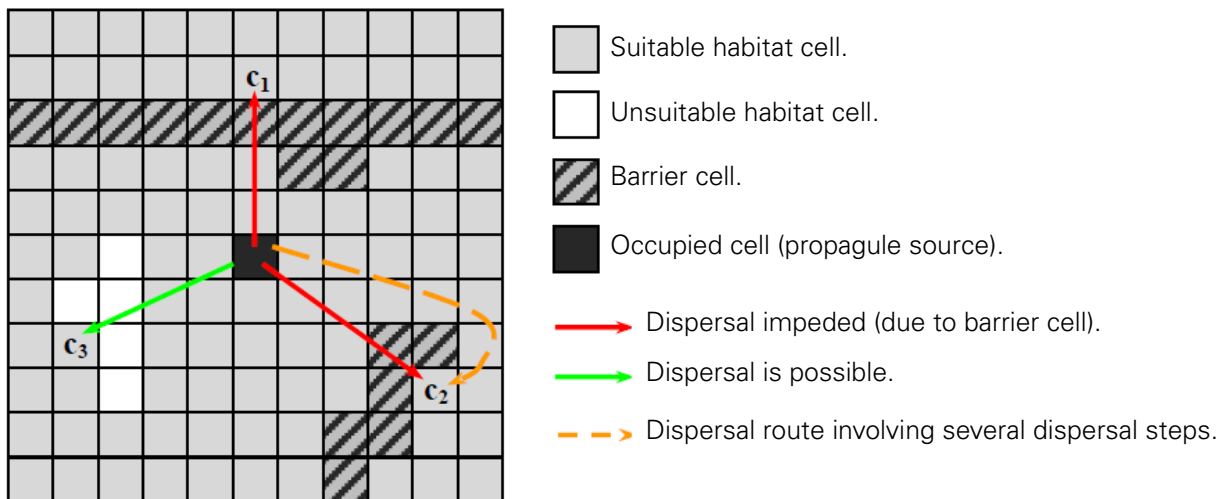 c₁
c₃
c₂
Suitable habitat cell.
Unsuitable habitat cell.
Barrier cell.
Occupied cell (propagule source).
Dispersal impeded (due to barrier cell).
Dispersal is possible.
Dispersal route involving several dispersal steps.